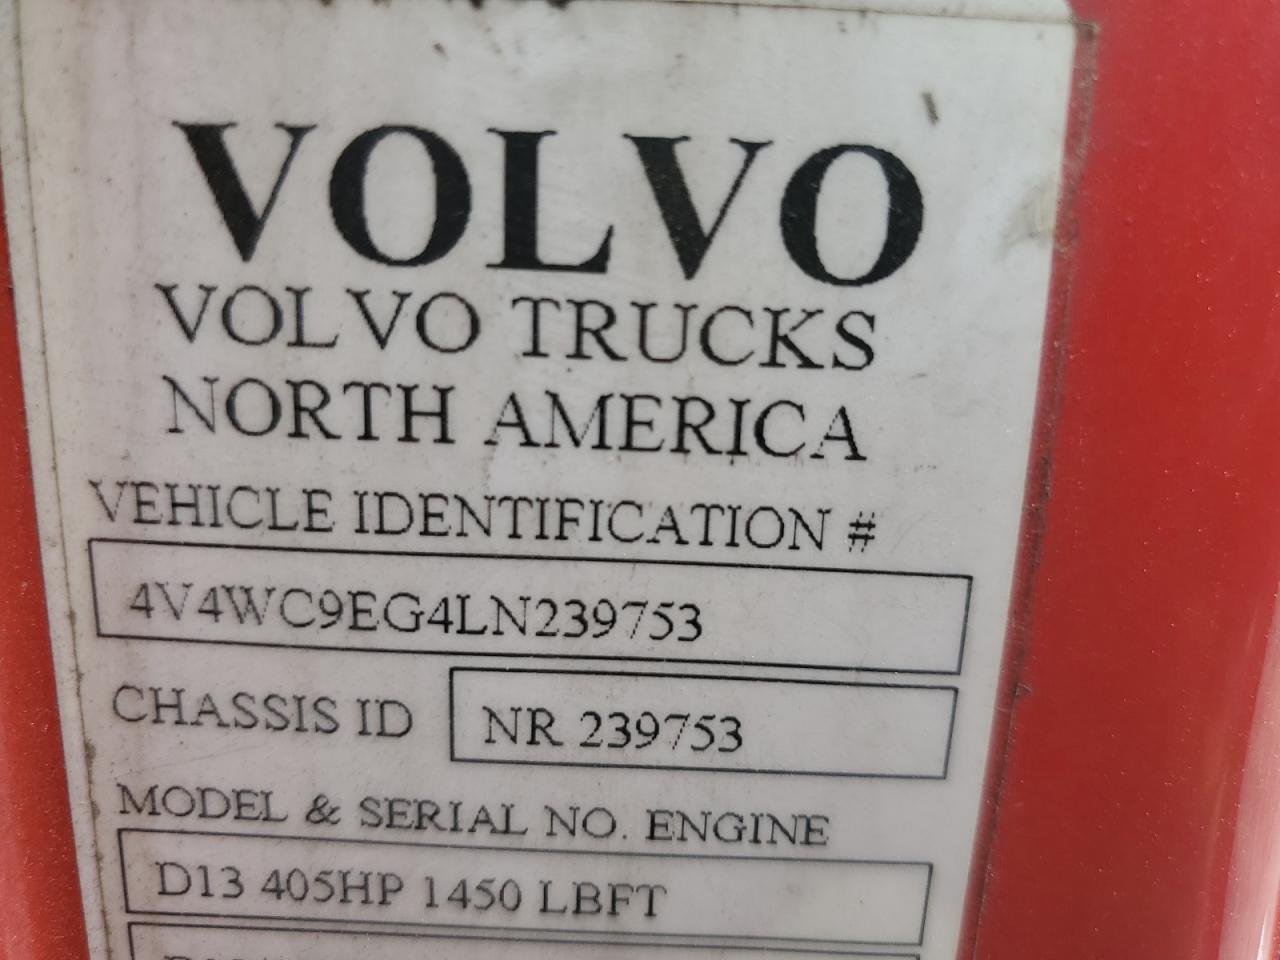 VOLVO
VOLVO TRUCKS
NORTH AMERICA
VEHICLE IDENTIFICATION #
4V4WC9EG4LN239753
CHASSIS ID NR 239753
MODEL & SERIAL NO. ENGINE
D13 405HP 1450 LBFT